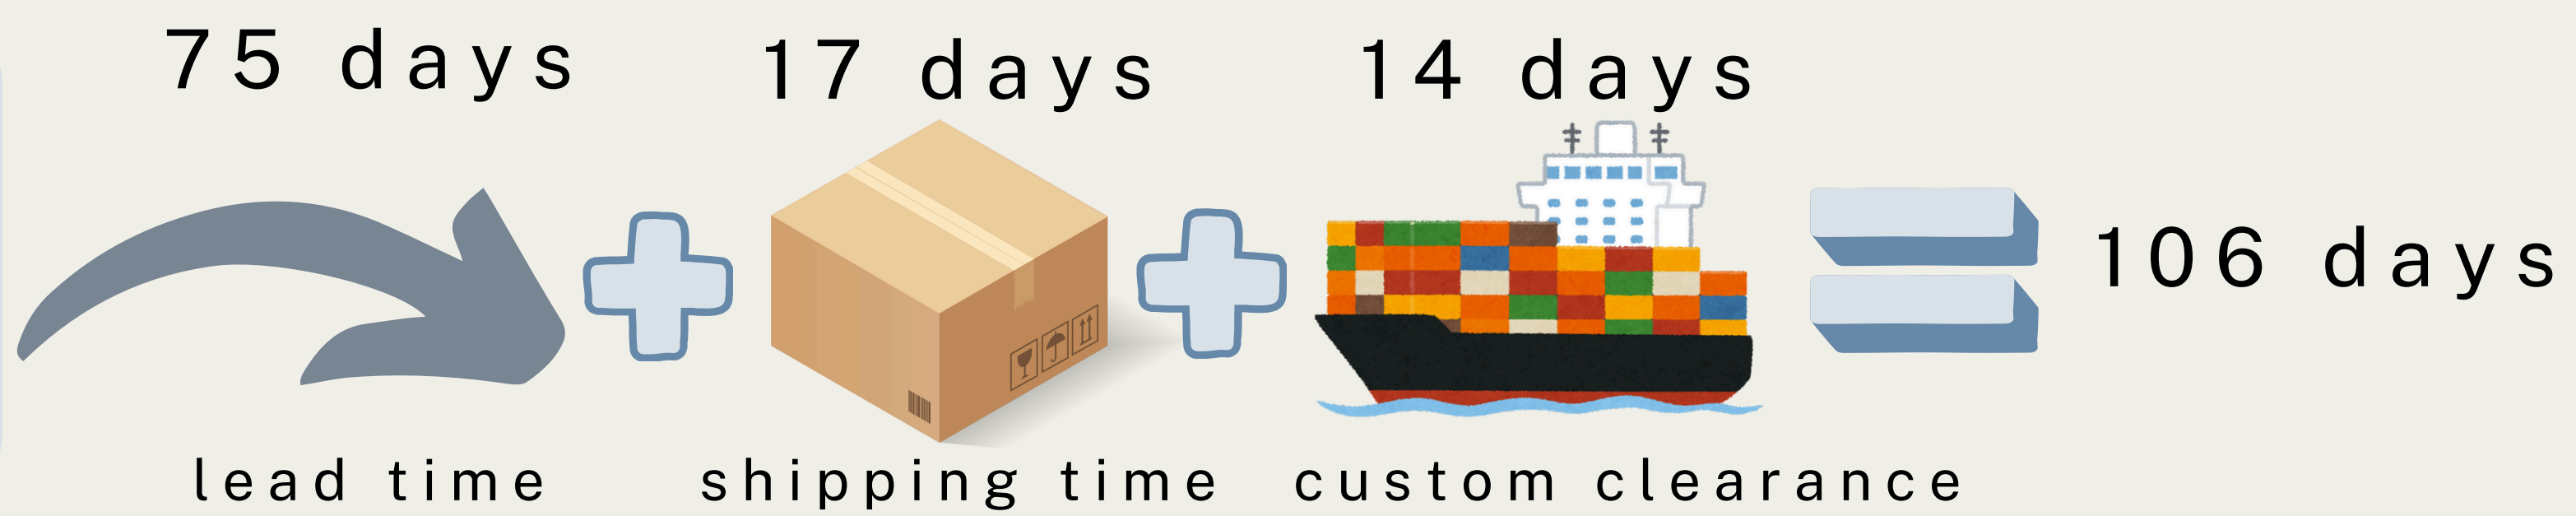 75 days
17 days
14 days
106 days
lead time
shipping time
custom clearance